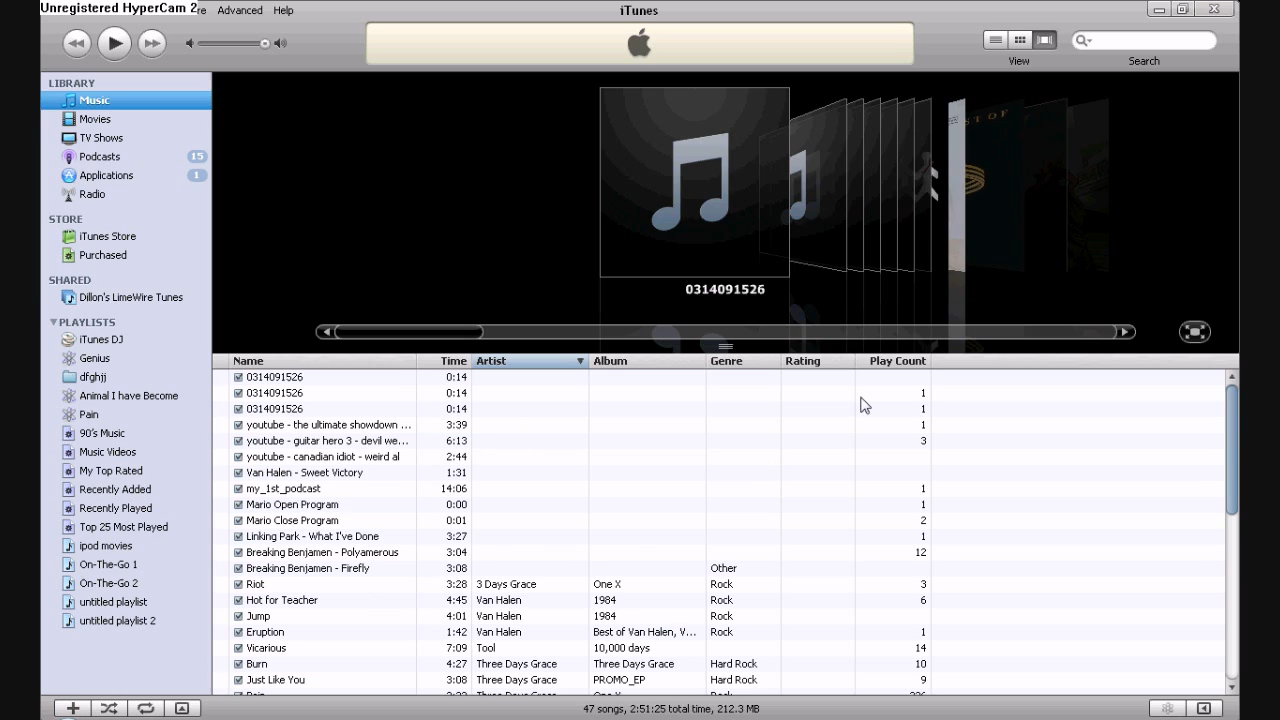 Unregistered HyperCam 2re Advanced Help iTunes
View Search
LIBRARY
Music
Movies
TV Shows
Podcasts 15
Applications 1
Radio
STORE
iTunes Store
Purchased
SHARED
Dillon's LimeWire Tunes
PLAYLISTS
iTunes DJ
Genius
dfghjj
Animal I have Become
Pain
90's Music
Music Videos
My Top Rated
Recently Added
Recently Played
Top 25 Most Played
ipod movies
On-The-Go 1
On-The-Go 2
untitled playlist
untitled playlist 2
STOF
0314091526
Name Time Artist Album Genre Rating Play Count
0314091526 0:14
0314091526 0:14 1
0314091526 0:14 1
youtube - the ultimate showdown ... 3:39 1
youtube - guitar hero 3 - devil we... 6:13 3
youtube - canadian idiot - weird al 2:44
Van Halen - Sweet Victory 1:31
my_1st_podcast 14:06 1
Mario Open Program 0:00 1
Mario Close Program 0:01 2
Linking Park - What I've Done 3:27 1
Breaking Benjamen - Polyamerous 3:04 12
Breaking Benjamen - Firefly 3:08 Other
Riot 3:28 3 Days Grace One X Rock 3
Hot for Teacher 4:45 Van Halen 1984 Rock 6
Jump 4:01 Van Halen 1984 Rock
Eruption 1:42 Van Halen Best of Van Halen, V... Rock 1
Vicarious 7:09 Tool 10,000 days 14
Burn 4:27 Three Days Grace Three Days Grace Hard Rock 10
Just Like You 3:08 Three Days Grace PROMO_EP Hard Rock 9
47 songs, 2:51:25 total time, 212.3 MB